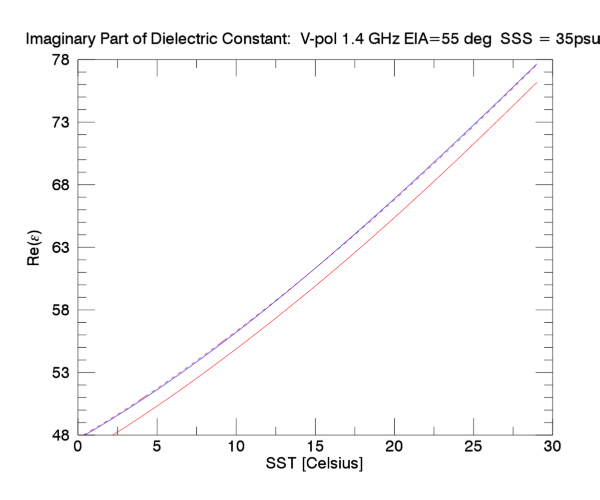 Imaginary Part of Dielectric Constant:  V-pol 1.4 GHz EIA=55 deg  SSS = 35psu
78
73
68
63
58
53
48
Re(ε)
0 5 10 15 20 25 30
SST [Celsius]